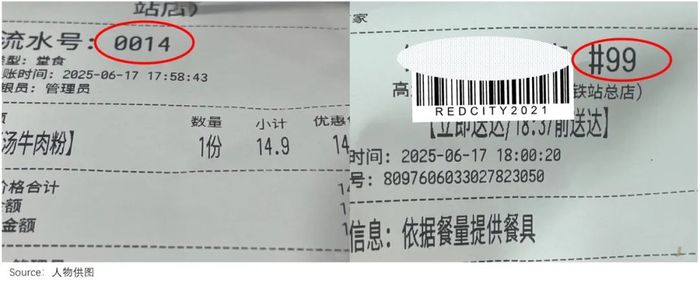 站店)
流水号: 0014
类型: 堂食
账时间: 2025-06-17 17:58:43
银员: 管理员
数量 小计 优惠
汤牛肉粉】 1份 14.9 14
价格合计 14
金额
金额
管理员
家
#99
高 铁站总店)
REDCITY2021
【立即送达/18:37前送达】
时间: 2025-06-17 18:00:20
号: 8097606033027823050
信息: 依据餐量提供餐具
Source: 人物供图